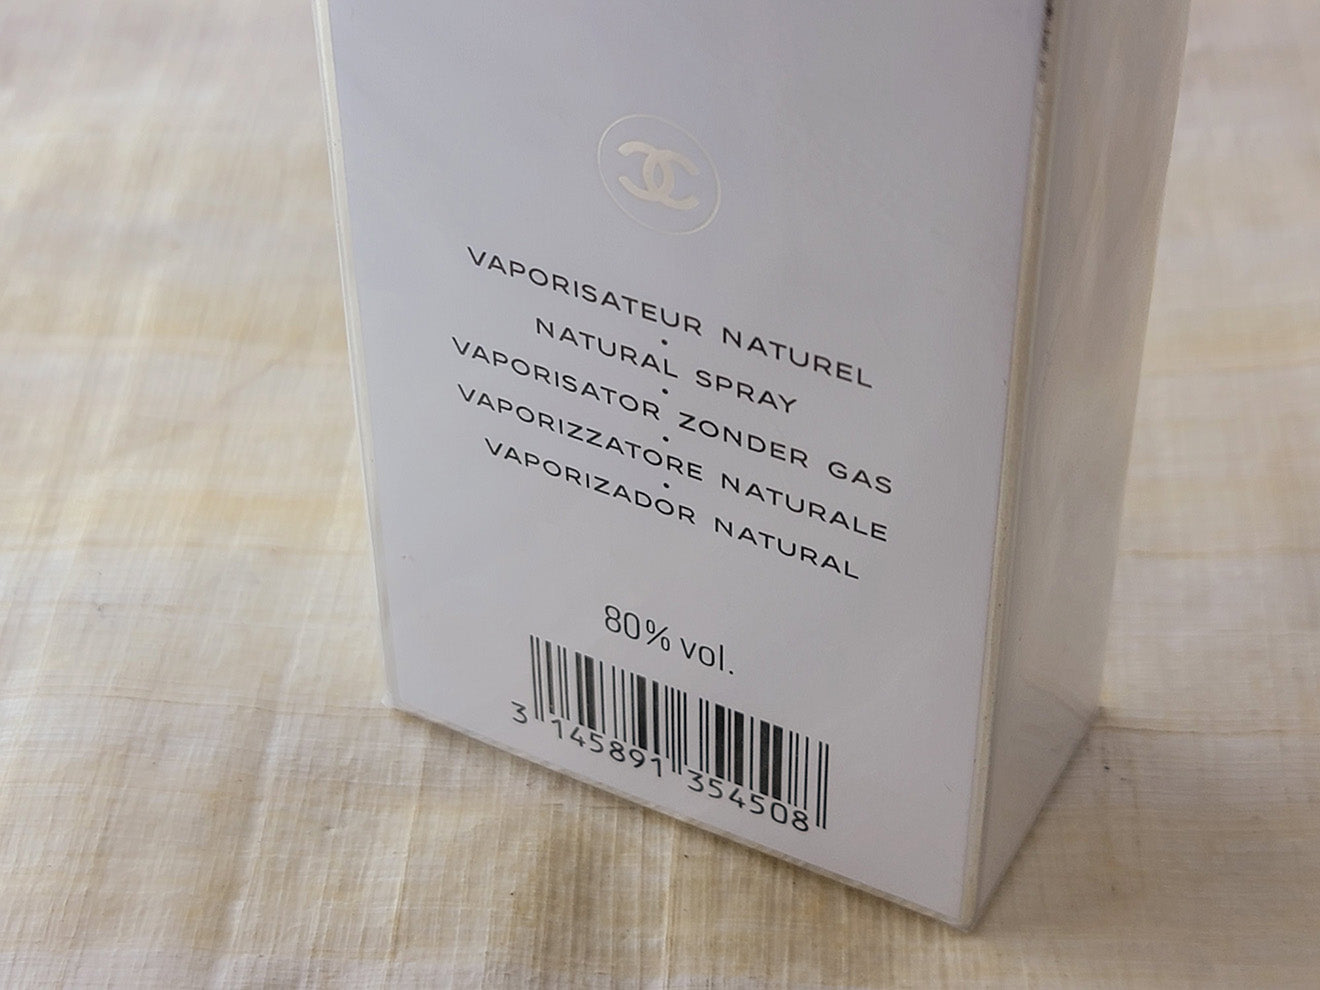 VAPORISATEUR NATUREL
•
NATURAL SPRAY
•
VAPORISATOR ZONDER GAS
•
VAPORIZZATORE NATURALE
•
VAPORIZADOR NATURAL
80% vol.
3 145891 354508